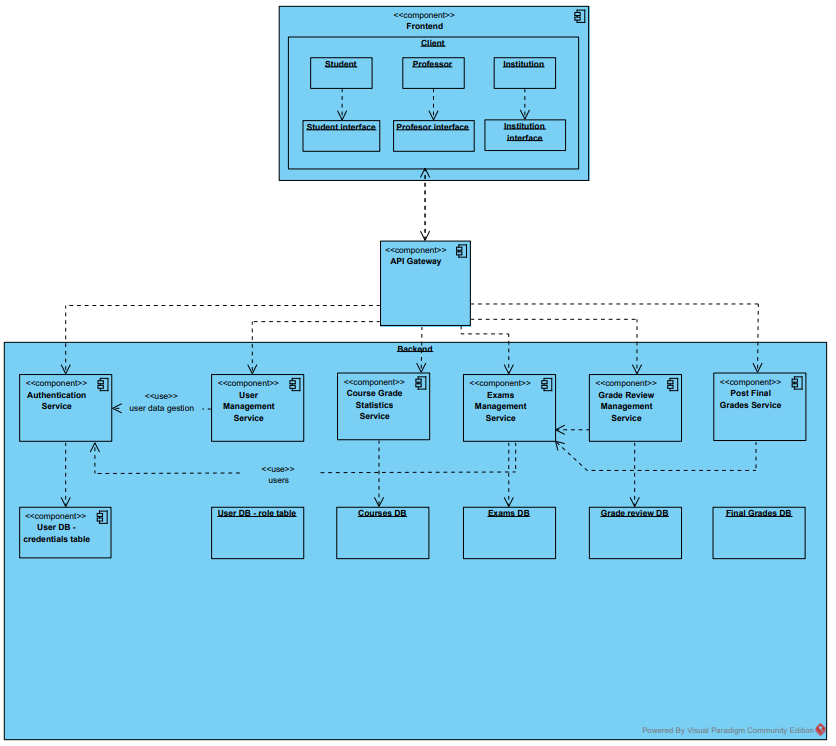 <<component>>
Frontend
Client
Student
Professor
Institution
Student interface
Profesor interface
Institution
interface
<<component>>
API Gateway
Backend
<<component>>
Authentication
Service
<<use>>
user data gestion
<<component>>
User
Management
Service
<<component>>
Course Grade
Statistics
Service
<<component>>
Exams
Management
Service
<<component>>
Grade Review
Management
Service
<<component>>
Post Final
Grades Service
<<use>>
users
<<component>>
User DB -
credentials table
User DB - role table
Courses DB
Exams DB
Grade review DB
Final Grades DB
Powered By Visual Paradigm Community Edition